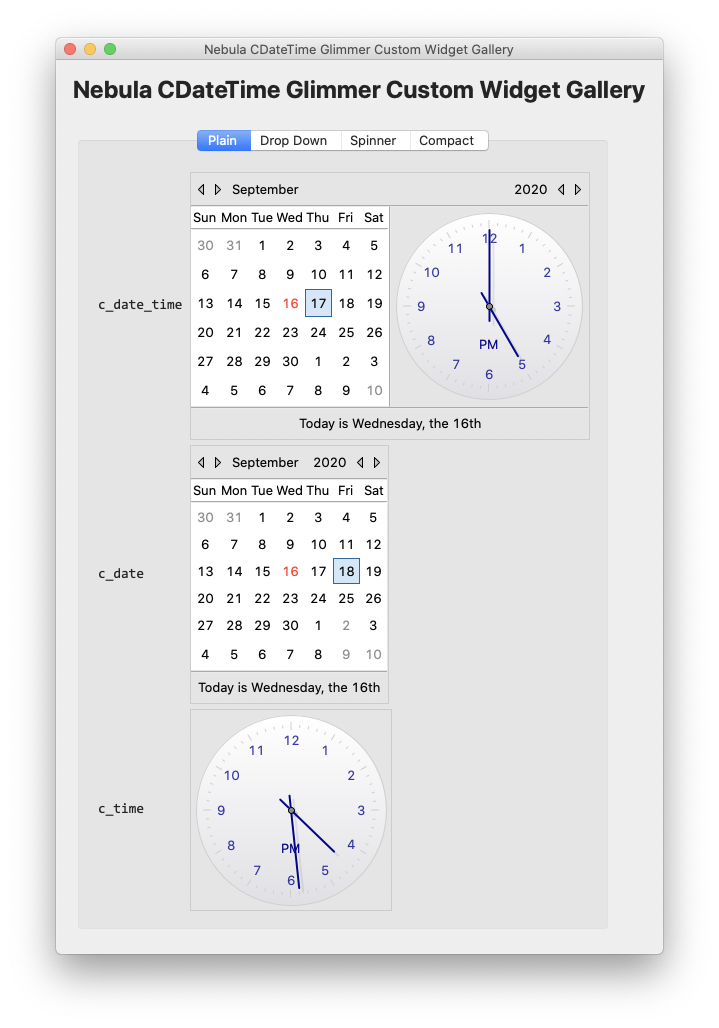 Nebula CDateTime Glimmer Custom Widget Gallery
Nebula CDateTime Glimmer Custom Widget Gallery
Plain Drop Down Spinner Compact
c_date_time
September 2020
Sun Mon Tue Wed Thu Fri Sat
30 31 1 2 3 4 5
6 7 8 9 10 11 12
13 14 15 16 17 18 19
20 21 22 23 24 25 26
27 28 29 30 1 2 3
4 5 6 7 8 9 10
12
11 1
10 2
9 3
8 4
PM
7 5
6
Today is Wednesday, the 16th
c_date
September 2020
Sun Mon Tue Wed Thu Fri Sat
30 31 1 2 3 4 5
6 7 8 9 10 11 12
13 14 15 16 17 18 19
20 21 22 23 24 25 26
27 28 29 30 1 2 3
4 5 6 7 8 9 10
Today is Wednesday, the 16th
c_time
12
11 1
10 2
9 3
8 4
PM
7 5
6